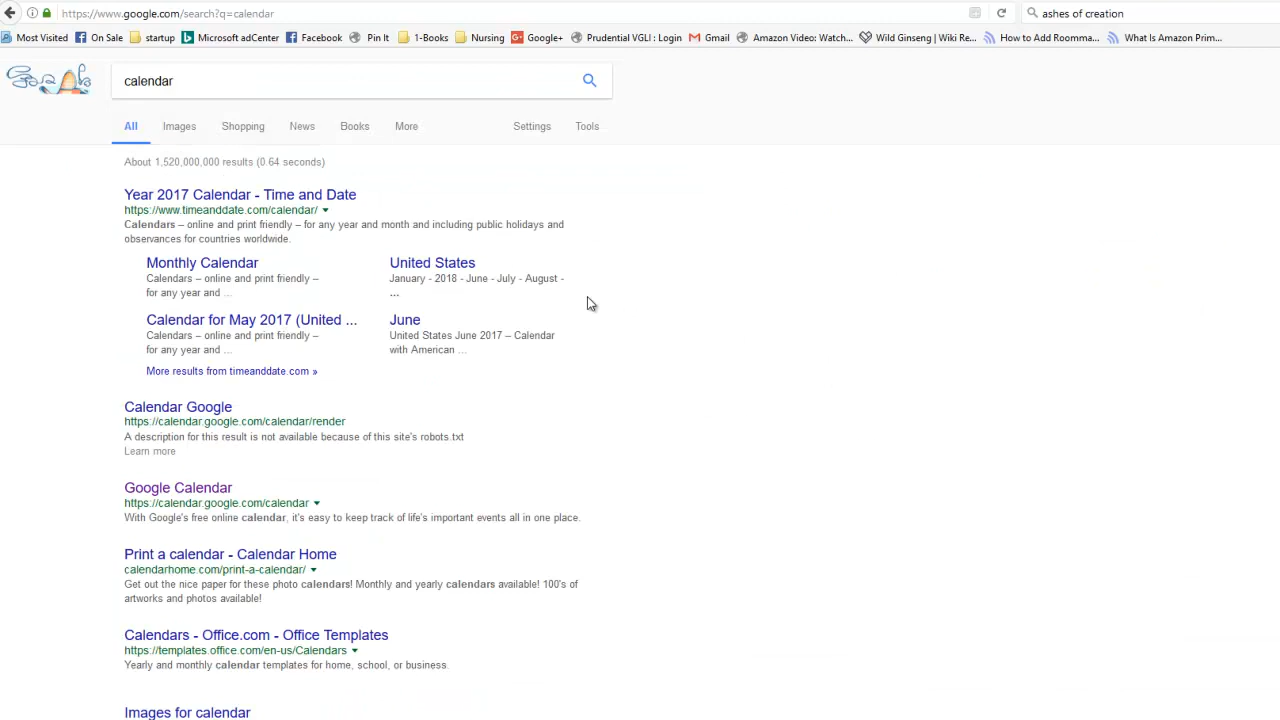 https://www.google.com/search?q=calendar
ashes of creation
Most Visited On Sale startup Microsoft adCenter Facebook Pin It 1-Books Nursing Google+ Prudential VGLI : Login Gmail Amazon Video: Watch... Wild Ginseng | Wiki Re... How to Add Roomma... What Is Amazon Prim...
calendar
All Images Shopping News Books More Settings Tools
About 1,520,000,000 results (0.64 seconds)
Year 2017 Calendar - Time and Date
https://www.timeanddate.com/calendar/
Calendars – online and print friendly – for any year and month and including public holidays and
observances for countries worldwide.
Monthly Calendar
Calendars – online and print friendly –
for any year and ...
United States
January - 2018 - June - July - August -
...
Calendar for May 2017 (United ...
Calendars – online and print friendly –
for any year and ...
June
United States June 2017 – Calendar
with American ...
More results from timeanddate.com »
Calendar Google
https://calendar.google.com/calendar/render
A description for this result is not available because of this site's robots.txt
Learn more
Google Calendar
https://calendar.google.com/calendar
With Google's free online calendar, it's easy to keep track of life's important events all in one place.
Print a calendar - Calendar Home
calendarhome.com/print-a-calendar/
Get out the nice paper for these photo calendars! Monthly and yearly calendars available! 100's of
artworks and photos available!
Calendars - Office.com - Office Templates
https://templates.office.com/en-us/Calendars
Yearly and monthly calendar templates for home, school, or business.
Images for calendar